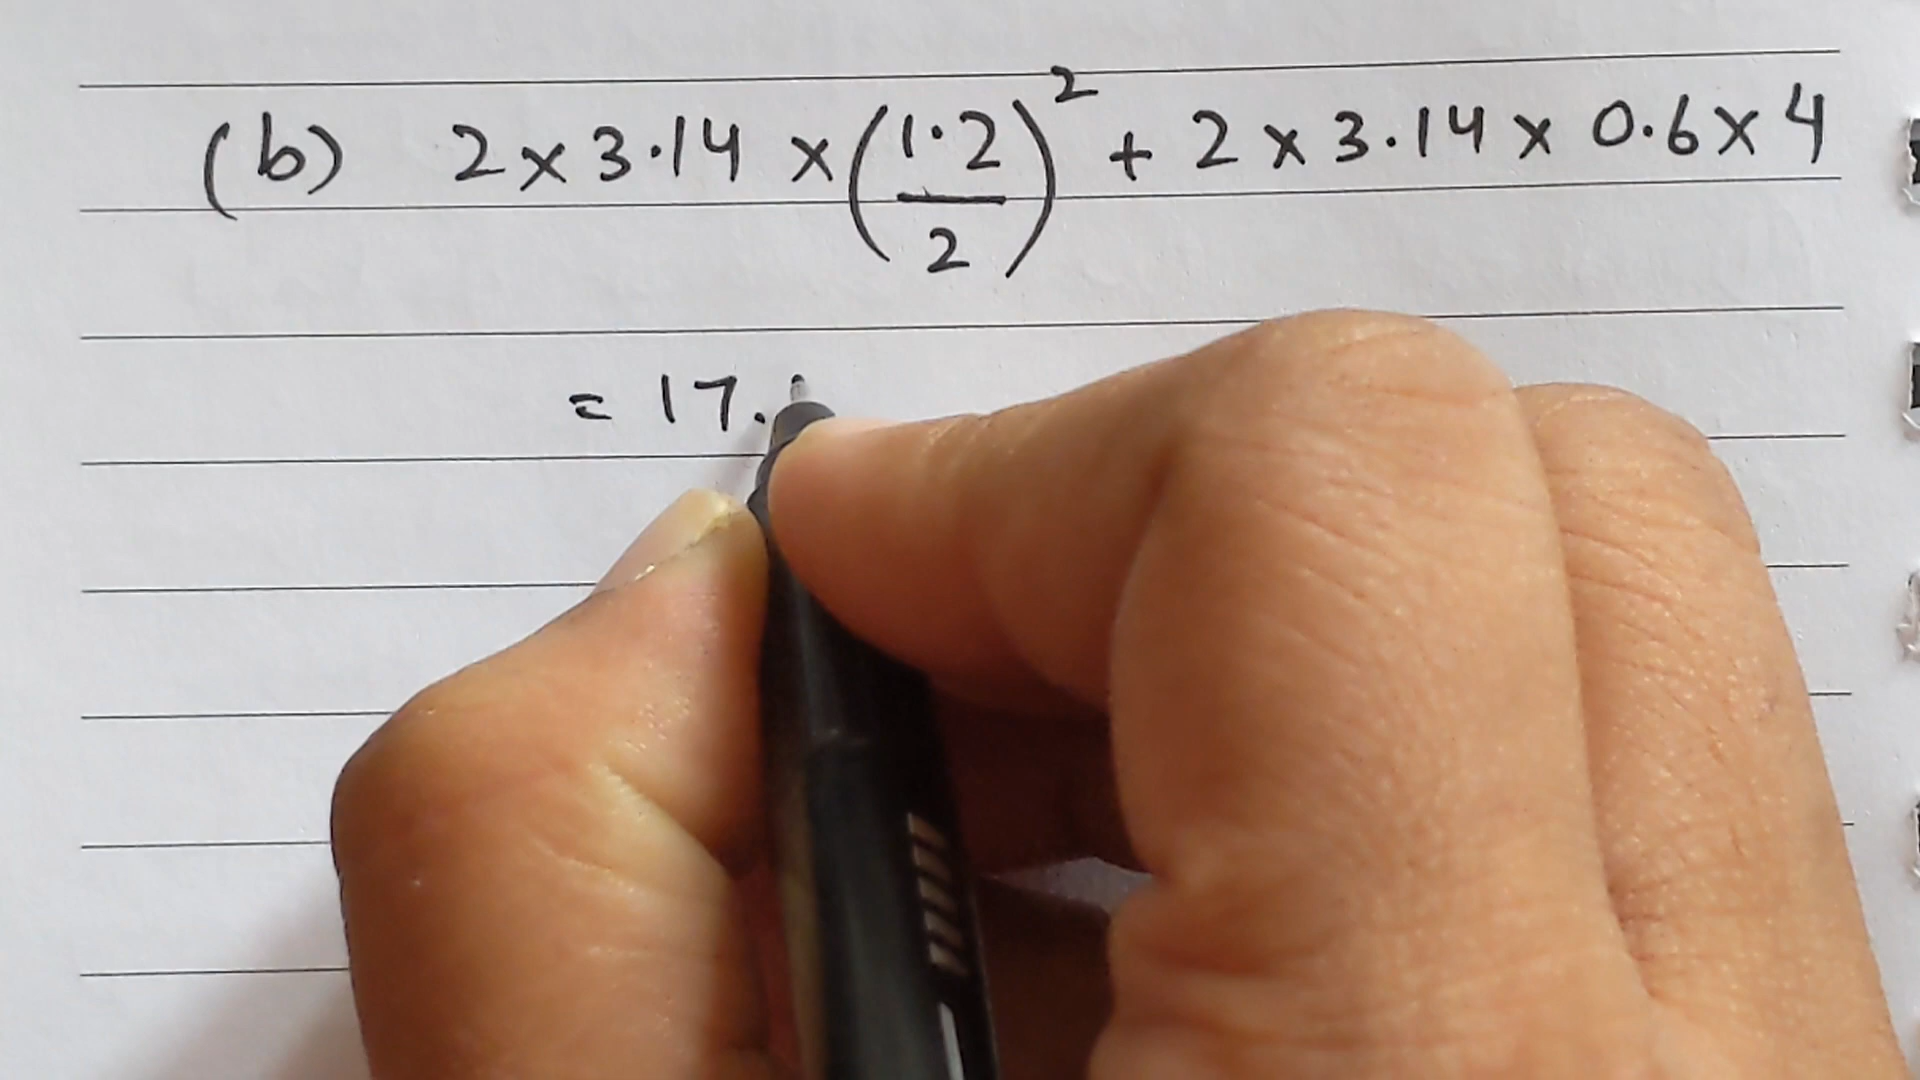 (b) 2 × 3.14 × (1.2/2)² + 2 × 3.14 × 0.6 × 4
= 17.